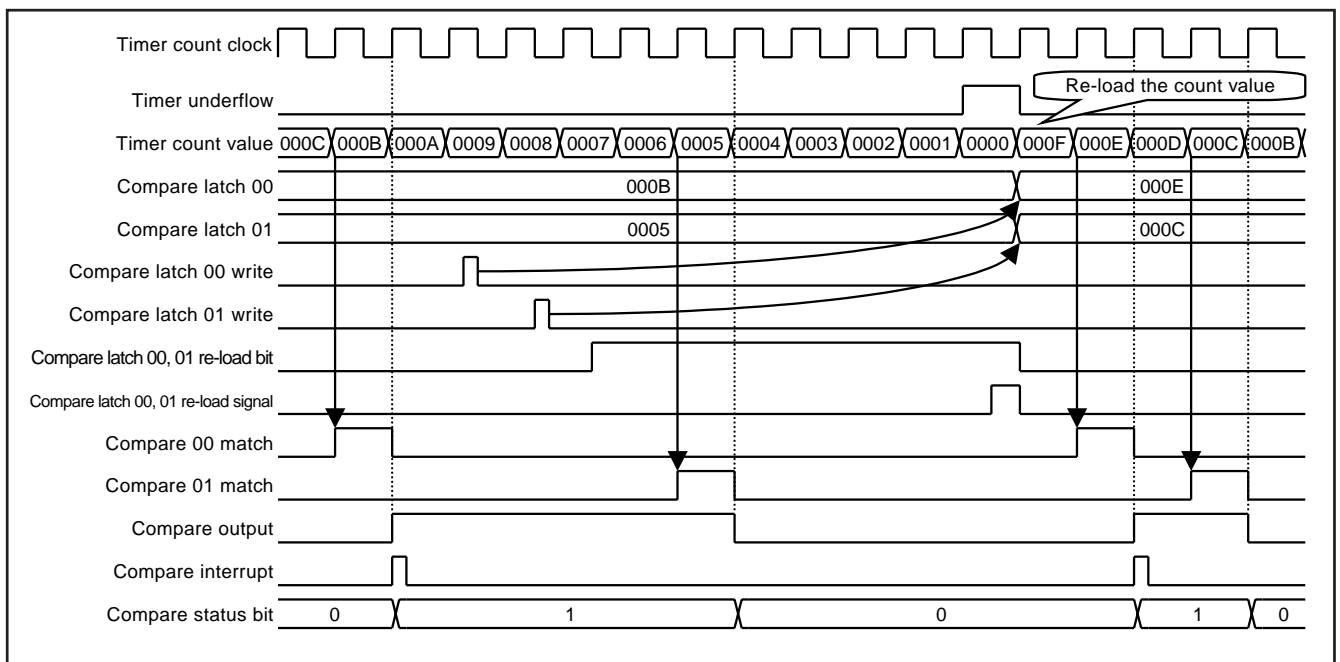 Timer count clock
Timer underflow
Re-load the count value
Timer count value 000C 000B 000A 0009 0008 0007 0006 0005 0004 0003 0002 0001 0000 000F 000E 000D 000C 000B
Compare latch 00 000B 000E
Compare latch 01 0005 000C
Compare latch 00 write
Compare latch 01 write
Compare latch 00, 01 re-load bit
Compare latch 00, 01 re-load signal
Compare 00 match
Compare 01 match
Compare output
Compare interrupt
Compare status bit 0 1 0 1 0